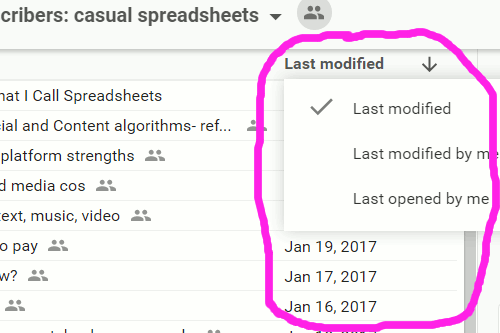 cribers: casual spreadsheets
Last modified
hat I Call Spreadsheets
Last modified
cial and Content algorithms- ref...
platform strengths
Last modified by me
d media cos
Last opened by me
text, music, video
o pay
Jan 19, 2017
w?
Jan 17, 2017
Jan 16, 2017